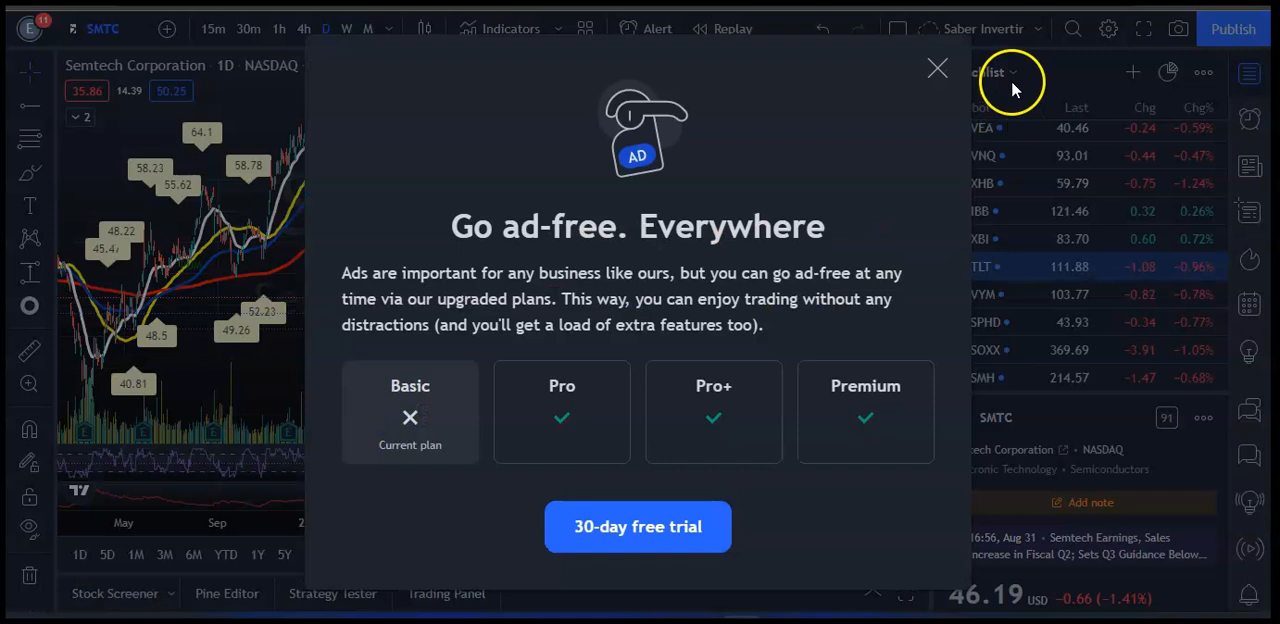 E 11 SMTC 15m 30m 1h 4h D W M Indicators Alert Replay Saber Invertir Publish
Semtech Corporation · 1D · NASDAQ
35.86 14.39 50.25
2
64.1
58.23
58.78
55.62
48.22
45.47
52.23
49.26
48.5
40.81
E E E E
May Sep 2
1D 5D 1M 3M 6M YTD 1Y 5Y
Stock Screener Pine Editor Strategy Tester Trading Panel
AD
Go ad-free. Everywhere
Ads are important for any business like ours, but you can go ad-free at any
time via our upgraded plans. This way, you can enjoy trading without any
distractions (and you'll get a load of extra features too).
Basic
Current plan
Pro
Pro+
Premium
30-day free trial
chlist
bol Last Chg Chg%
VEA 40.46 −0.24 −0.59%
VNQ 93.01 −0.44 −0.47%
XHB 59.79 −0.75 −1.24%
IBB 121.46 0.32 0.26%
XBI 83.70 0.60 0.72%
TLT 111.88 −1.08 −0.96%
VYM 103.77 −0.82 −0.78%
SPHD 43.93 −0.34 −0.77%
SOXX 369.69 −3.91 −1.05%
SMH 214.57 −1.47 −0.68%
SMTC 91
tech Corporation · NASDAQ
ronic Technology · Semiconductors
Add note
16:56, Aug 31 · Semtech Earnings, Sales
ncrease in Fiscal Q2; Sets Q3 Guidance Below...
46.19 USD −0.66 (−1.41%)